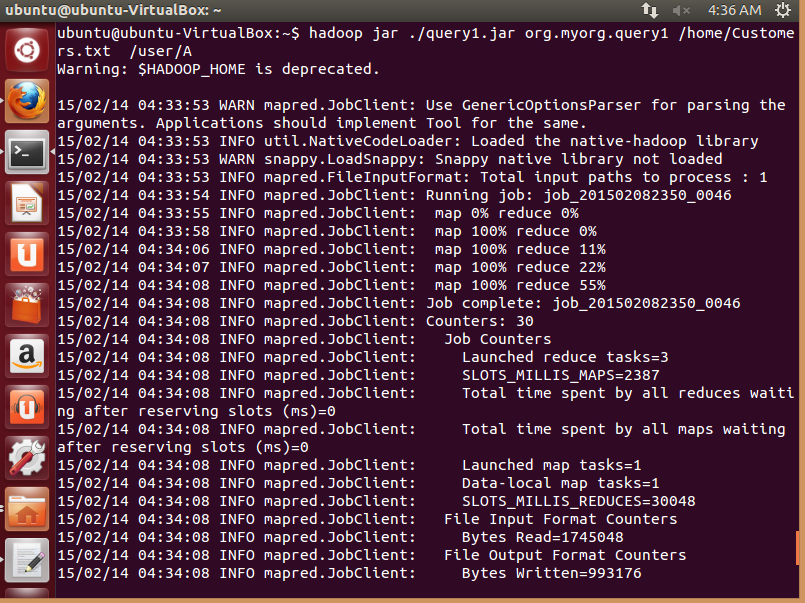 ubuntu@ubuntu-VirtualBox: ~
4:36 AM
ubuntu@ubuntu-VirtualBox:~$ hadoop jar ./query1.jar org.myorg.query1 /home/Custome
rs.txt  /user/A
Warning: $HADOOP_HOME is deprecated.

15/02/14 04:33:53 WARN mapred.JobClient: Use GenericOptionsParser for parsing the
arguments. Applications should implement Tool for the same.
15/02/14 04:33:53 INFO util.NativeCodeLoader: Loaded the native-hadoop library
15/02/14 04:33:53 WARN snappy.LoadSnappy: Snappy native library not loaded
15/02/14 04:33:53 INFO mapred.FileInputFormat: Total input paths to process : 1
15/02/14 04:33:54 INFO mapred.JobClient: Running job: job_201502082350_0046
15/02/14 04:33:55 INFO mapred.JobClient:  map 0% reduce 0%
15/02/14 04:33:58 INFO mapred.JobClient:  map 100% reduce 0%
15/02/14 04:34:06 INFO mapred.JobClient:  map 100% reduce 11%
15/02/14 04:34:07 INFO mapred.JobClient:  map 100% reduce 22%
15/02/14 04:34:08 INFO mapred.JobClient:  map 100% reduce 55%
15/02/14 04:34:08 INFO mapred.JobClient: Job complete: job_201502082350_0046
15/02/14 04:34:08 INFO mapred.JobClient: Counters: 30
15/02/14 04:34:08 INFO mapred.JobClient:   Job Counters
15/02/14 04:34:08 INFO mapred.JobClient:     Launched reduce tasks=3
15/02/14 04:34:08 INFO mapred.JobClient:     SLOTS_MILLIS_MAPS=2387
15/02/14 04:34:08 INFO mapred.JobClient:     Total time spent by all reduces waiti
ng after reserving slots (ms)=0
15/02/14 04:34:08 INFO mapred.JobClient:     Total time spent by all maps waiting
after reserving slots (ms)=0
15/02/14 04:34:08 INFO mapred.JobClient:     Launched map tasks=1
15/02/14 04:34:08 INFO mapred.JobClient:     Data-local map tasks=1
15/02/14 04:34:08 INFO mapred.JobClient:     SLOTS_MILLIS_REDUCES=30048
15/02/14 04:34:08 INFO mapred.JobClient:   File Input Format Counters
15/02/14 04:34:08 INFO mapred.JobClient:     Bytes Read=1745048
15/02/14 04:34:08 INFO mapred.JobClient:   File Output Format Counters
15/02/14 04:34:08 INFO mapred.JobClient:     Bytes Written=993176